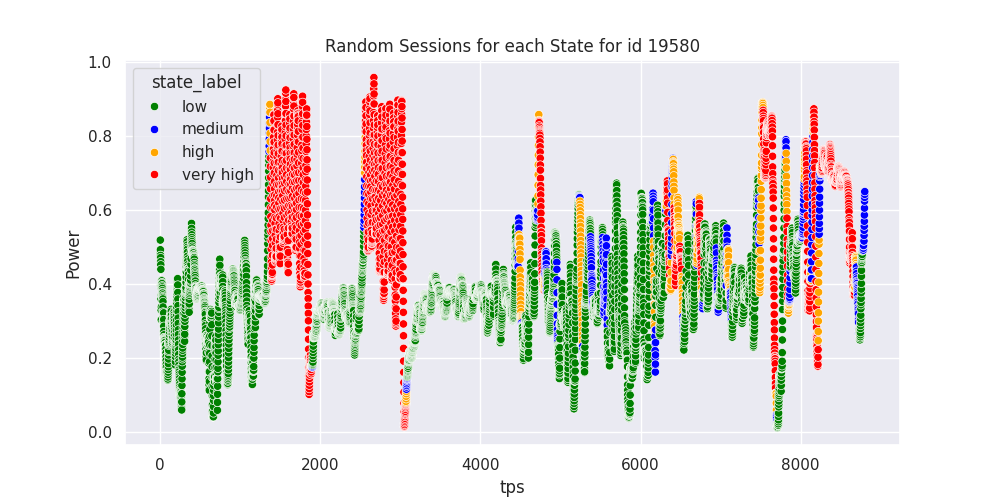 Random Sessions for each State for id 19580
state_label
low
medium
high
very high
Power
1.0
0.8
0.6
0.4
0.2
0.0
0
2000
4000
6000
8000
tps